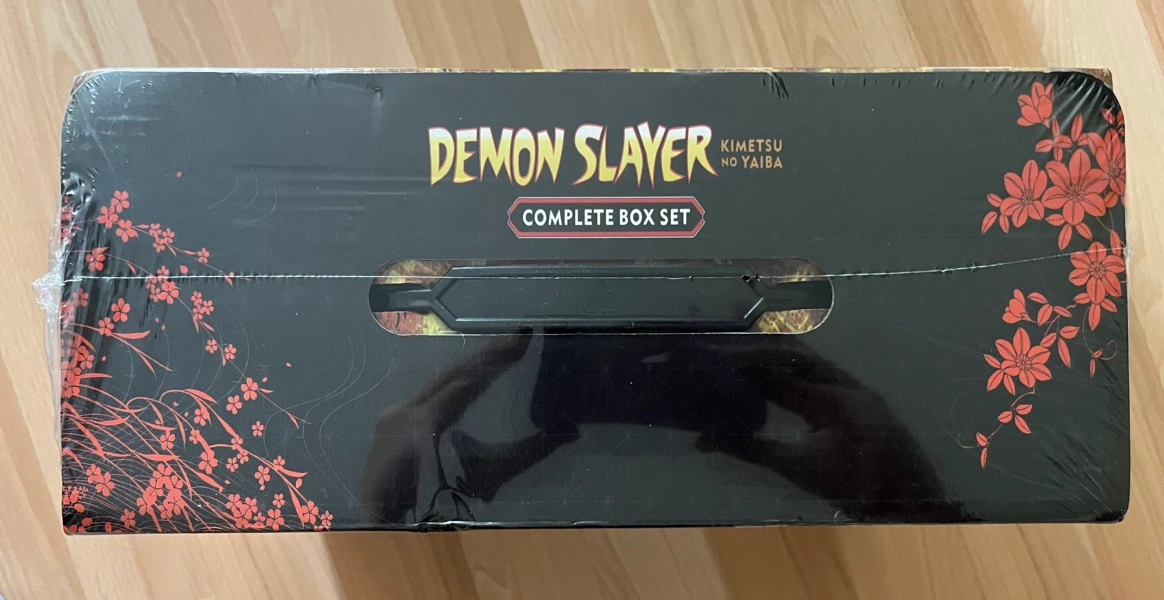 DEMON SLAYER
KIMETSU
NO YAIBA
COMPLETE BOX SET